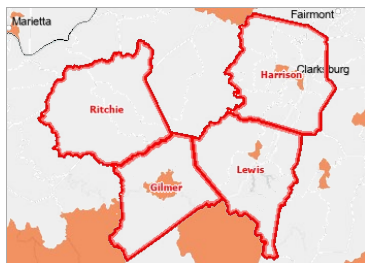 Marietta
Fairmont
Harrison
Clarksburg
Ritchie
Lewis
Gilmer